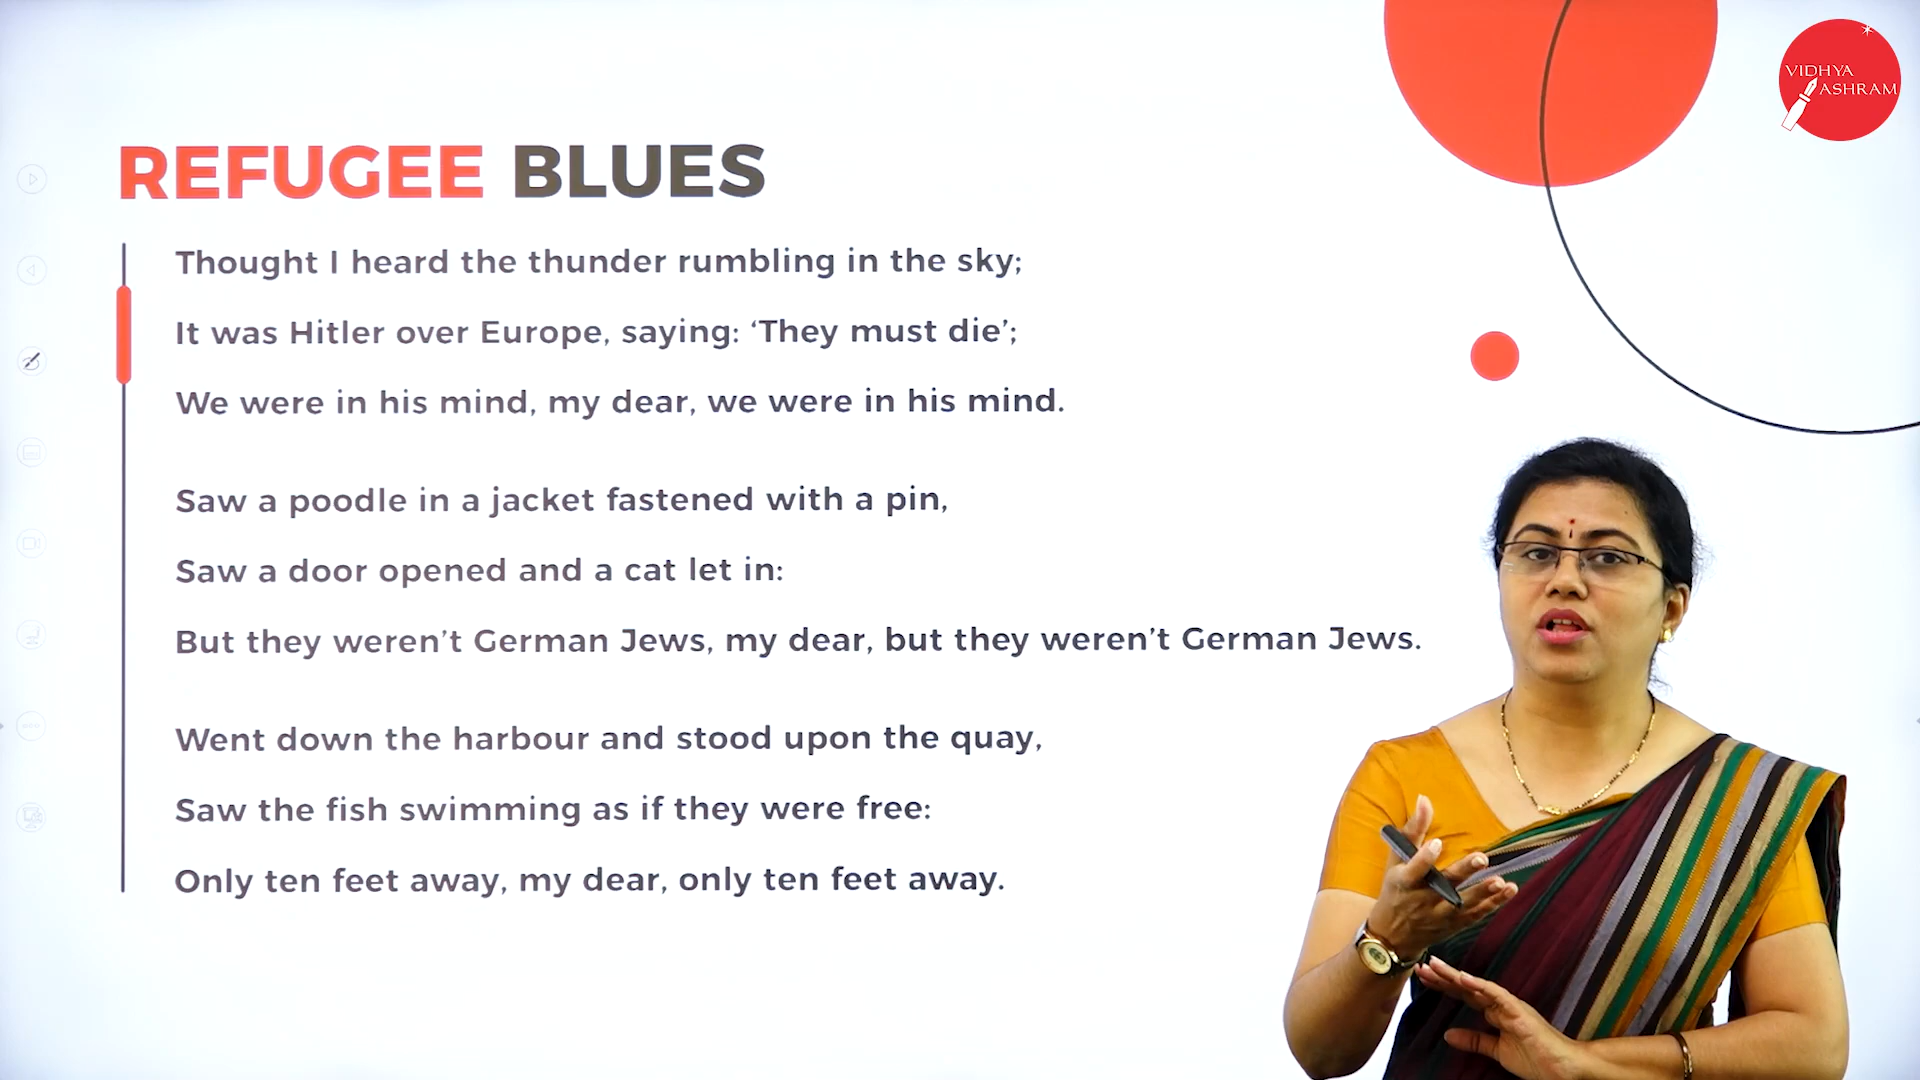 VIDHYA
ASHRAM
REFUGEE BLUES
Thought I heard the thunder rumbling in the sky;
It was Hitler over Europe, saying: ‘They must die’;
We were in his mind, my dear, we were in his mind.
Saw a poodle in a jacket fastened with a pin,
Saw a door opened and a cat let in:
But they weren’t German Jews, my dear, but they weren’t German Jews.
Went down the harbour and stood upon the quay,
Saw the fish swimming as if they were free:
Only ten feet away, my dear, only ten feet away.